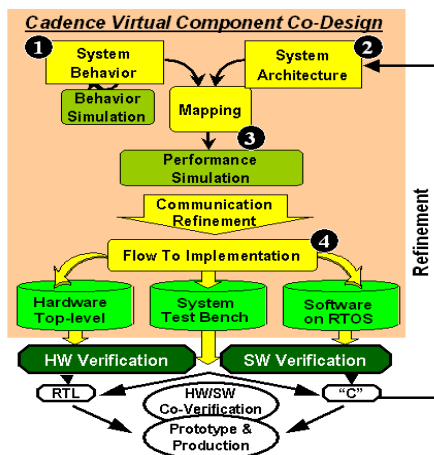 Cadence Virtual Component Co-Design
1
System
Behavior
2
System
Architecture
Behavior
Simulation
Mapping
3
Performance
Simulation
Communication
Refinement
Flow To Implementation
4
Refinement
Hardware
Top-level
System
Test Bench
Software
on RTOS
HW Verification
SW Verification
RTL
HW/SW
Co-Verification
"C"
Prototype &
Production